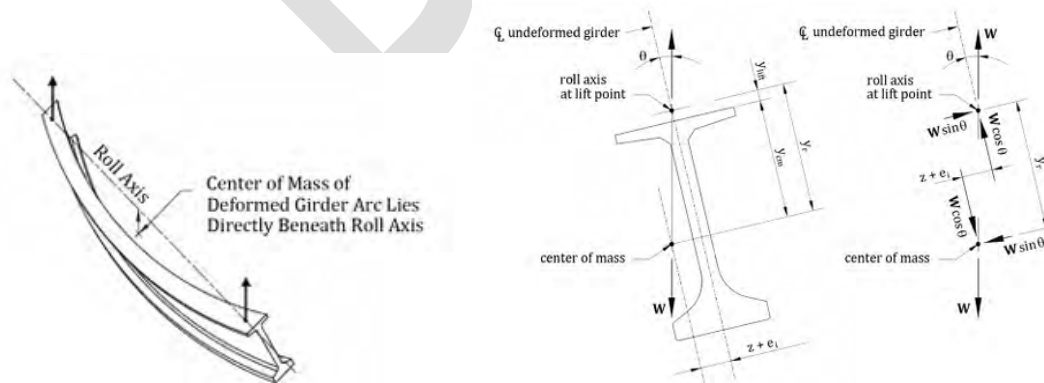 Roll Axis
Center of Mass of
Deformed Girder Arc Lies
Directly Beneath Roll Axis
℄ undeformed girder
W
θ
roll axis
at lift point
y_lift
y_cm
y_r
center of mass
W
z + e_i
℄ undeformed girder
W
θ
roll axis
at lift point
W sinθ
W cosθ
z + e_i
y_r
W cosθ
W sinθ
center of mass
W